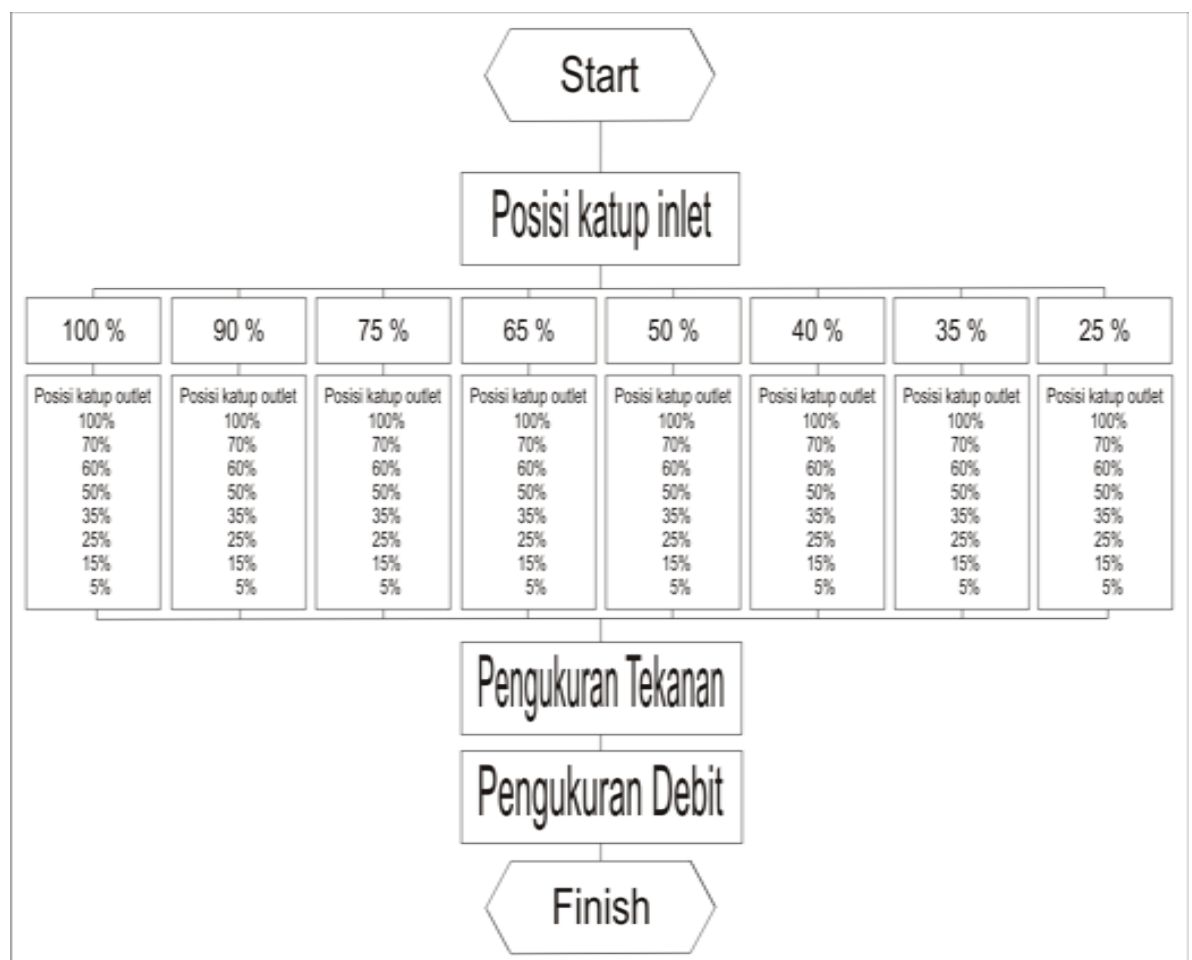 Start
Posisi katup inlet
100 % 90 % 75 % 65 % 50 % 40 % 35 % 25 %
Posisi katup outlet Posisi katup outlet Posisi katup outlet Posisi katup outlet Posisi katup outlet Posisi katup outlet Posisi katup outlet Posisi katup outlet
100% 100% 100% 100% 100% 100% 100% 100%
70% 70% 70% 70% 70% 70% 70% 70%
60% 60% 60% 60% 60% 60% 60% 60%
50% 50% 50% 50% 50% 50% 50% 50%
35% 35% 35% 35% 35% 35% 35% 35%
25% 25% 25% 25% 25% 25% 25% 25%
15% 15% 15% 15% 15% 15% 15% 15%
5% 5% 5% 5% 5% 5% 5% 5%
Pengukuran Tekanan
Pengukuran Debit
Finish